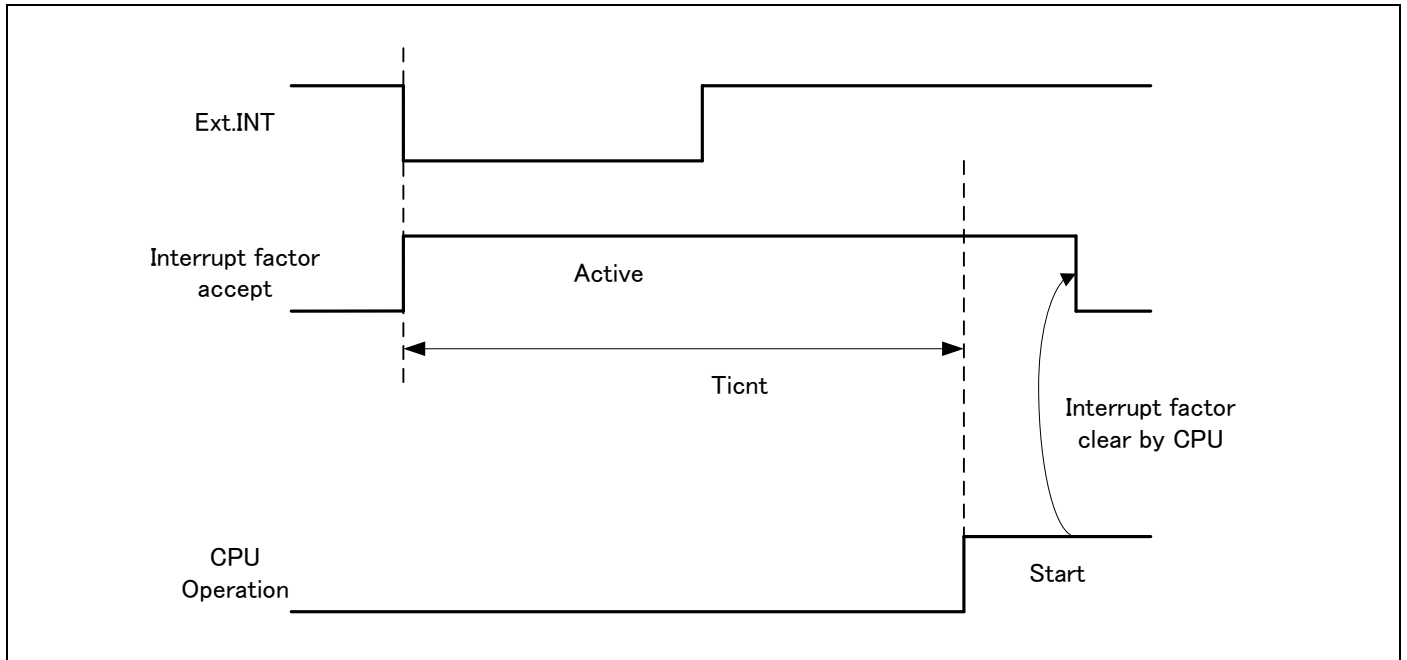 Ext.INT
Interrupt factor
accept
Active
Ticnt
Interrupt factor
clear by CPU
CPU
Operation
Start